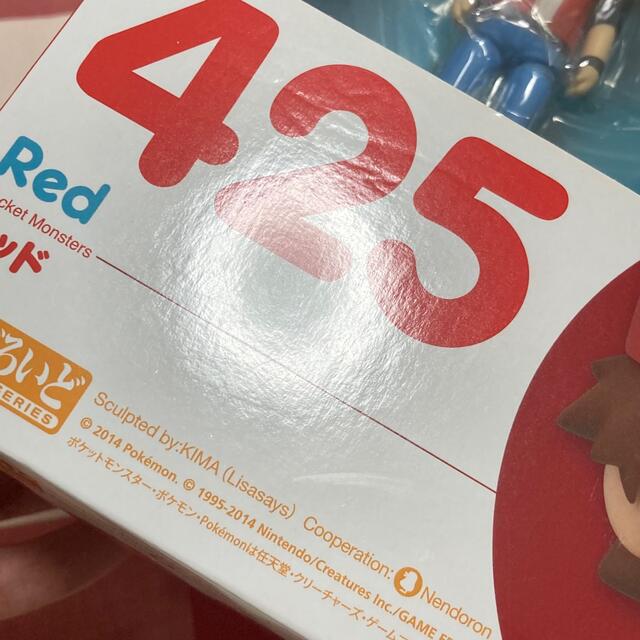 425
Red
cket Monsters
ッド
ろいど
SERIES
Sculpted by:KIMA (Lisasays) Cooperation: Nendoron
© 2014 Pokémon. © 1995-2014 Nintendo/Creatures Inc./GAME F
ポケットモンスター・ポケモン・Pokémonは任天堂・クリーチャーズ・ゲーム